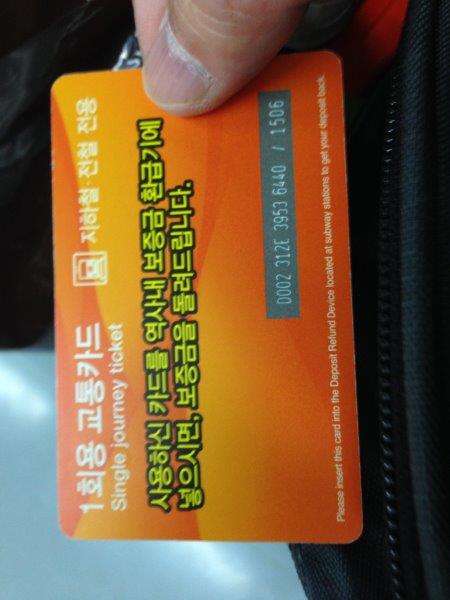 1회용 교통카드
지하철·전철 전용
Single journey ticket
사용하신 카드를 역사내 보증금 환급기에
넣으시면, 보증금을 돌려드립니다.
0002 312E 3953 6440 / 1506
Please insert this card into the Deposit Refund Device located at subway stations to get your deposit back.